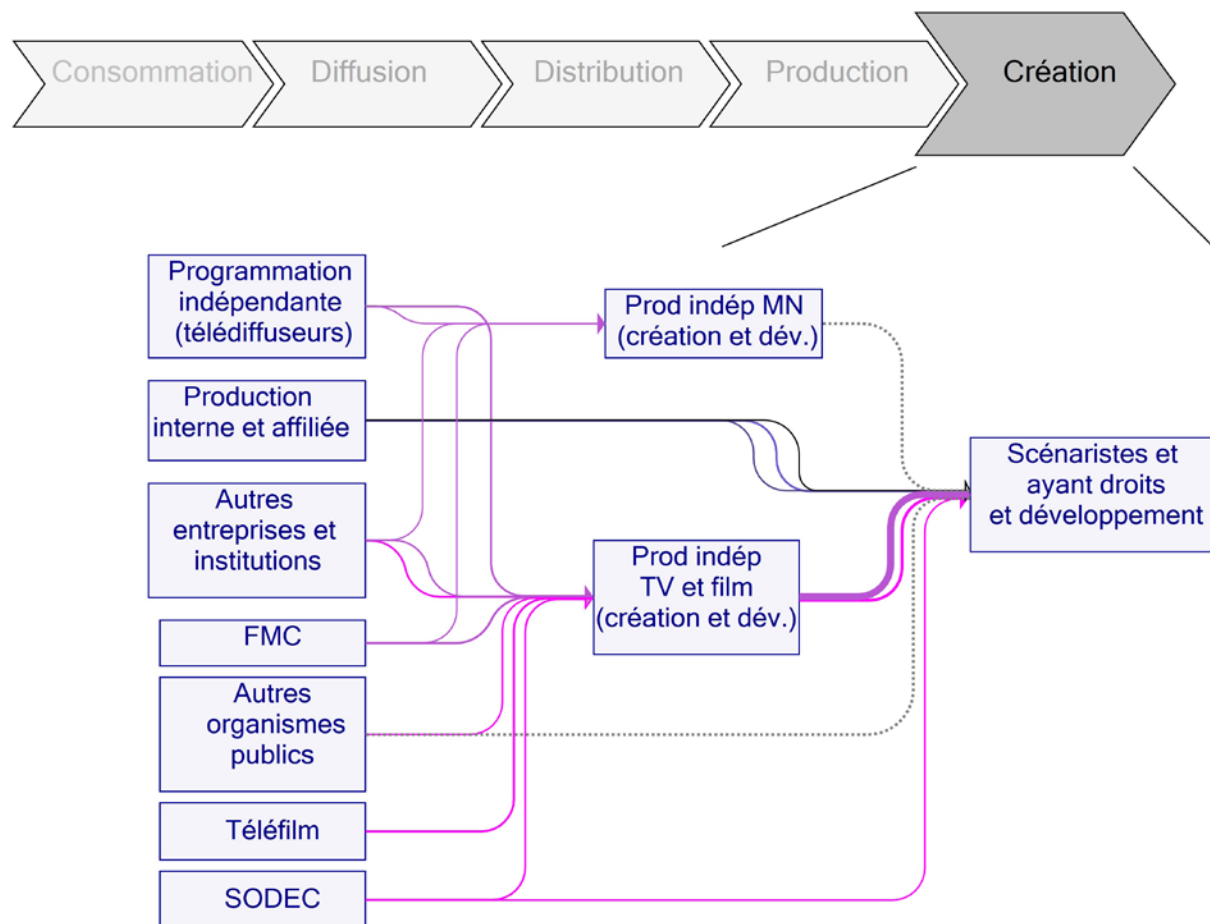 Consommation
Diffusion
Distribution
Production
Création
Programmation
indépendante
(télédiffuseurs)
Prod indép MN
(création et dév.)
Production
interne et affiliée
Scénaristes et
ayant droits
et développement
Autres
entreprises et
institutions
Prod indép
TV et film
(création et dév.)
FMC
Autres
organismes
publics
Téléfilm
SODEC